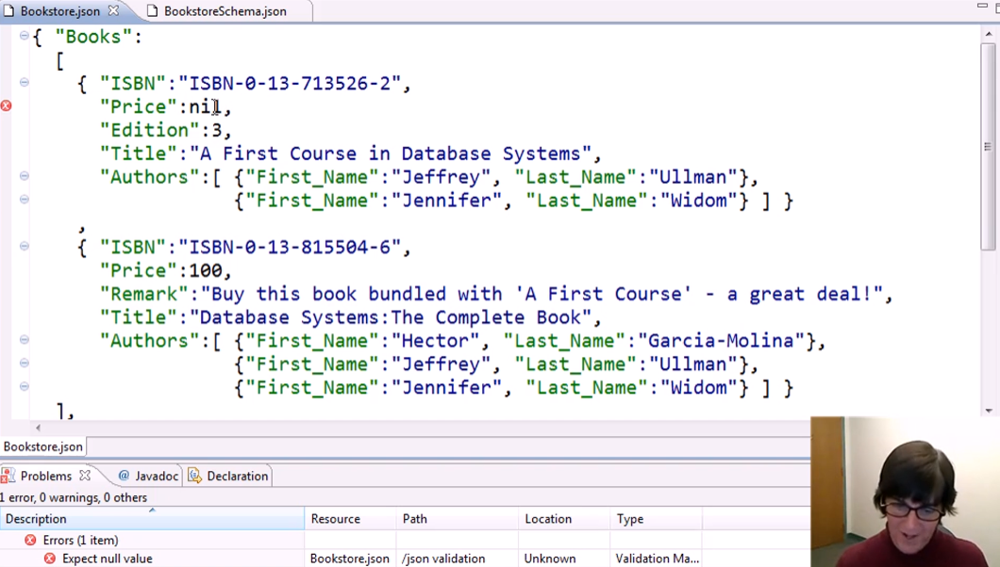 Bookstore.json
BookstoreSchema.json
{ "Books":
[
{ "ISBN":"ISBN-0-13-713526-2",
"Price":nil,
"Edition":3,
"Title":"A First Course in Database Systems",
"Authors":[ {"First_Name":"Jeffrey", "Last_Name":"Ullman"},
{"First_Name":"Jennifer", "Last_Name":"Widom"} ] }
,
{ "ISBN":"ISBN-0-13-815504-6",
"Price":100,
"Remark":"Buy this book bundled with 'A First Course' - a great deal!",
"Title":"Database Systems:The Complete Book",
"Authors":[ {"First_Name":"Hector", "Last_Name":"Garcia-Molina"},
{"First_Name":"Jeffrey", "Last_Name":"Ullman"},
{"First_Name":"Jennifer", "Last_Name":"Widom"} ] }
],
Bookstore.json
Problems @ Javadoc Declaration
1 error, 0 warnings, 0 others
Description Resource Path Location Type
Errors (1 item)
Expect null value Bookstore.json /json validation Unknown Validation Ma...